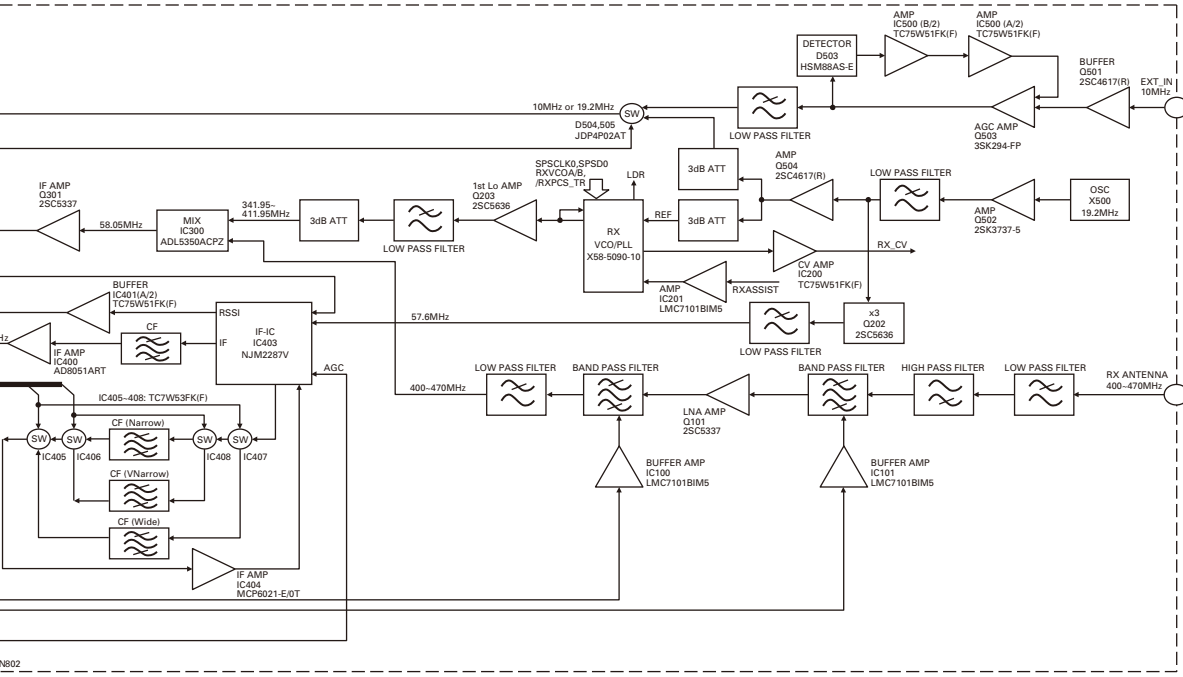 AMP
IC500 (B/2)
TC75W51FK(F)
AMP
IC500 (A/2)
TC75W51FK(F)
DETECTOR
D503
HSM88AS-E
BUFFER
Q501
2SC4617(R)
EXT_IN
10MHz
10MHz or 19.2MHz
SW
D504,505
JDP4P02AT
LOW PASS FILTER
AGC AMP
Q503
3SK294-FP
SPSCLK0,SPSD0
RXVCOA/B,
/RXPCS_TR
LDR
3dB ATT
AMP
Q504
2SC4617(R)
LOW PASS FILTER
IF AMP
Q301
2SC5337
341.95~
411.95MHz
1st Lo AMP
Q203
2SC5636
58.05MHz
MIX
IC300
ADL5350ACPZ
3dB ATT
LOW PASS FILTER
RX
VCO/PLL
X58-5090-10
REF
3dB ATT
AMP
Q502
2SK3737-5
OSC
X500
19.2MHz
CV AMP
IC200
TC75W51FK(F)
RX_CV
BUFFER
IC401(A/2)
TC75W51FK(F)
AMP
IC201
LMC7101BIM5
RXASSIST
RSSI
IF
IF-IC
IC403
NJM2287V
57.6MHz
LOW PASS FILTER
x3
Q202
2SC5636
Hz
IF AMP
IC400
AD8051ART
CF
AGC
400~470MHz
LOW PASS FILTER
BAND PASS FILTER
LNA AMP
Q101
2SC5337
BAND PASS FILTER
HIGH PASS FILTER
LOW PASS FILTER
RX ANTENNA
400~470MHz
IC405~408: TC7W53FK(F)
CF (Narrow)
SW
SW
SW
SW
IC405
IC406
IC408
IC407
CF (VNarrow)
CF (Wide)
BUFFER AMP
IC100
LMC7101BIM5
BUFFER AMP
IC101
LMC7101BIM5
IF AMP
IC404
MCP6021-E/0T
N802